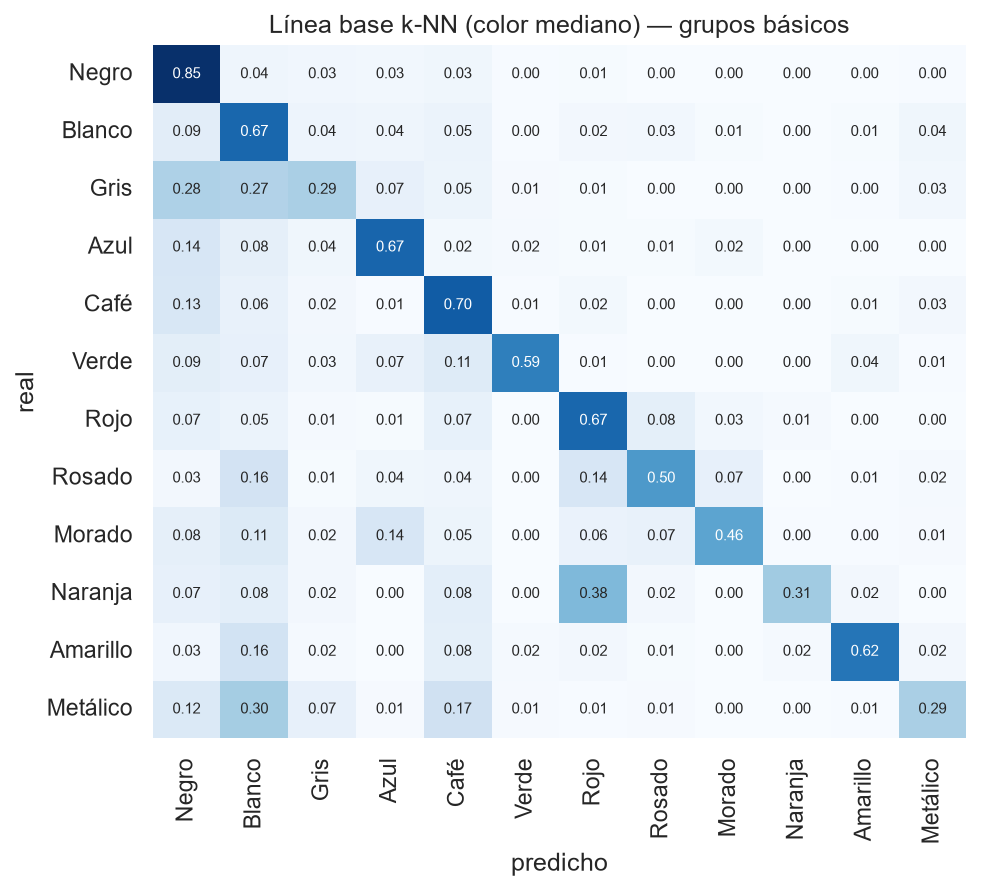 Línea base k-NN (color mediano) — grupos básicos
Negro 0.85 0.04 0.03 0.03 0.03 0.00 0.01 0.00 0.00 0.00 0.00 0.00
Blanco 0.09 0.67 0.04 0.04 0.05 0.00 0.02 0.03 0.01 0.00 0.01 0.04
Gris 0.28 0.27 0.29 0.07 0.05 0.01 0.01 0.00 0.00 0.00 0.00 0.03
Azul 0.14 0.08 0.04 0.67 0.02 0.02 0.01 0.01 0.02 0.00 0.00 0.00
Café 0.13 0.06 0.02 0.01 0.70 0.01 0.02 0.00 0.00 0.00 0.01 0.03
Verde 0.09 0.07 0.03 0.07 0.11 0.59 0.01 0.00 0.00 0.00 0.04 0.01
Rojo 0.07 0.05 0.01 0.01 0.07 0.00 0.67 0.08 0.03 0.01 0.00 0.00
Rosado 0.03 0.16 0.01 0.04 0.04 0.00 0.14 0.50 0.07 0.00 0.01 0.02
Morado 0.08 0.11 0.02 0.14 0.05 0.00 0.06 0.07 0.46 0.00 0.00 0.01
Naranja 0.07 0.08 0.02 0.00 0.08 0.00 0.38 0.02 0.00 0.31 0.02 0.00
Amarillo 0.03 0.16 0.02 0.00 0.08 0.02 0.02 0.01 0.00 0.02 0.62 0.02
Metálico 0.12 0.30 0.07 0.01 0.17 0.01 0.01 0.01 0.00 0.00 0.01 0.29
real
Negro Blanco Gris Azul Café Verde Rojo Rosado Morado Naranja Amarillo Metálico
predicho